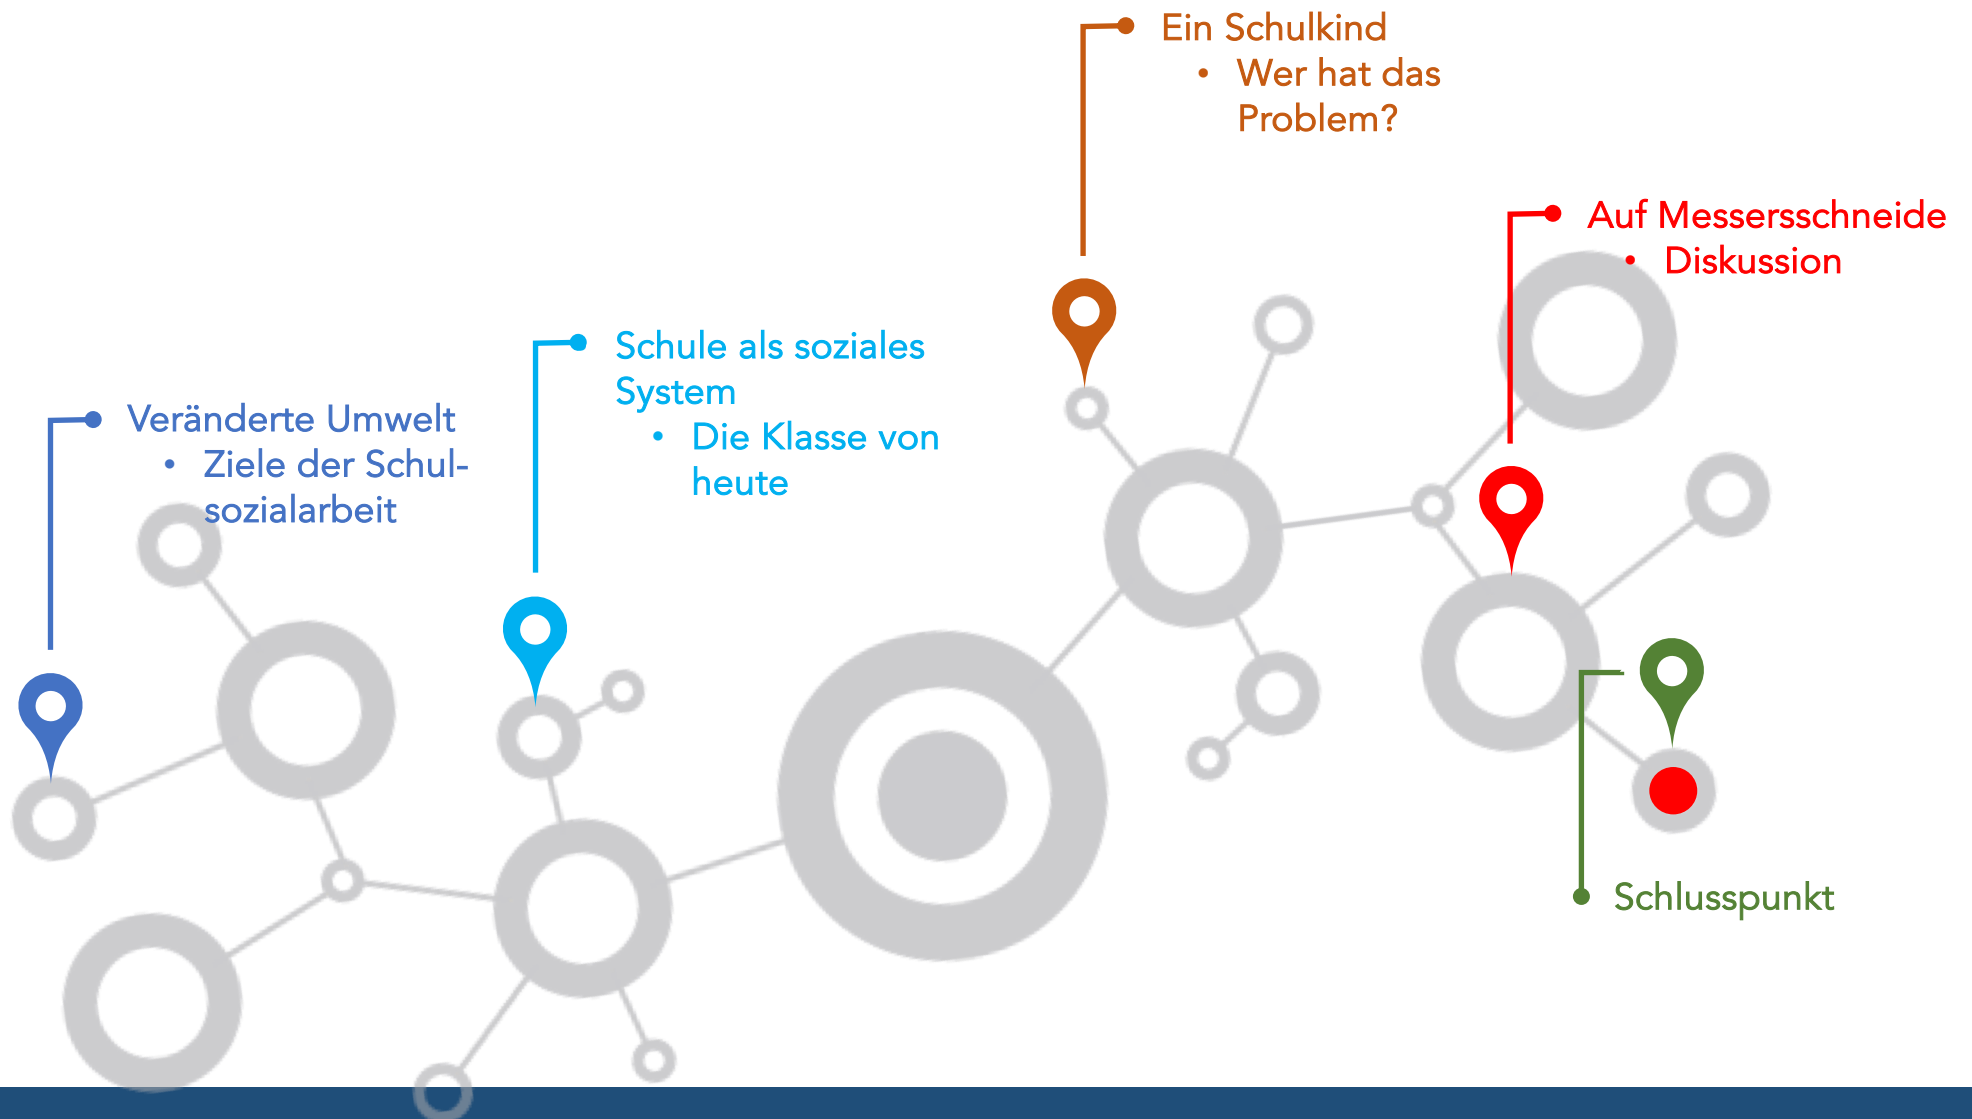 Ein Schulkind
• Wer hat das
Problem?
Auf Messersschneide
• Diskussion
Schule als soziales
System
• Die Klasse von
heute
Veränderte Umwelt
• Ziele der Schul-
sozialarbeit
Schlusspunkt